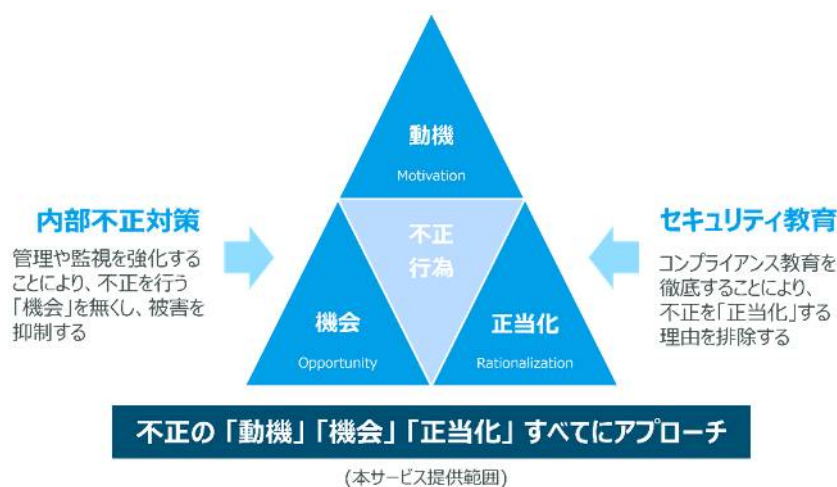 動機
Motivation
内部不正対策
管理や監視を強化する
ことにより、不正を行う
「機会」を無くし、被害を
抑制する
不正
行為
セキュリティ教育
コンプライアンス教育を
徹底することにより、
不正を「正当化」する
理由を排除する
機会
Opportunity
正当化
Rationalization
不正の「動機」「機会」「正当化」すべてにアプローチ
(本サービス提供範囲)